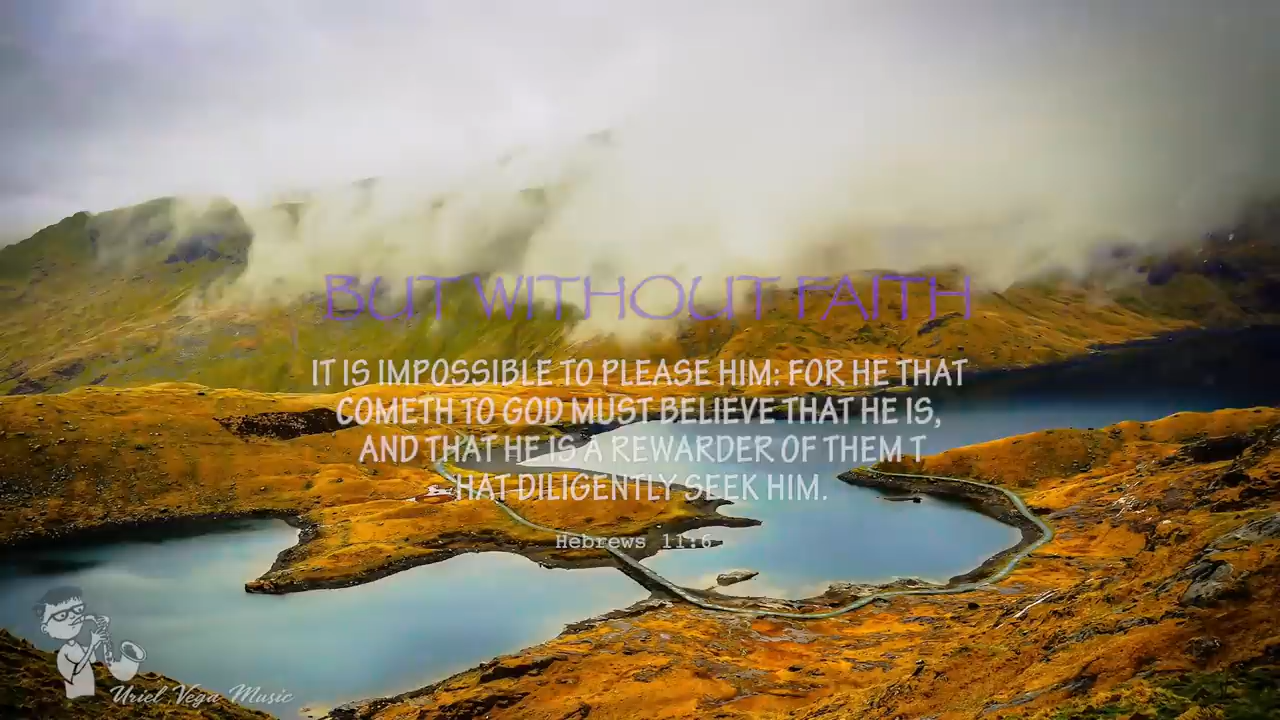 BUT WITHOUT FAITH
IT IS IMPOSSIBLE TO PLEASE HIM: FOR HE THAT
COMETH TO GOD MUST BELIEVE THAT HE IS,
AND THAT HE IS A REWARDER OF THEM T
HAT DILIGENTLY SEEK HIM.
Hebrews 11:6
Uriel Vega Music